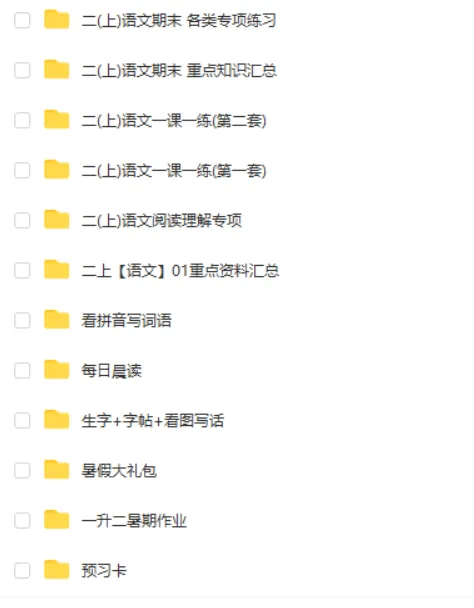 二(上)语文期末 各类专项练习
二(上)语文期末 重点知识汇总
二(上)语文一课一练(第二套)
二(上)语文一课一练(第一套)
二(上)语文阅读理解专项
二上【语文】01重点资料汇总
看拼音写词语
每日晨读
生字+字帖+看图写话
暑假大礼包
一升二暑期作业
预习卡